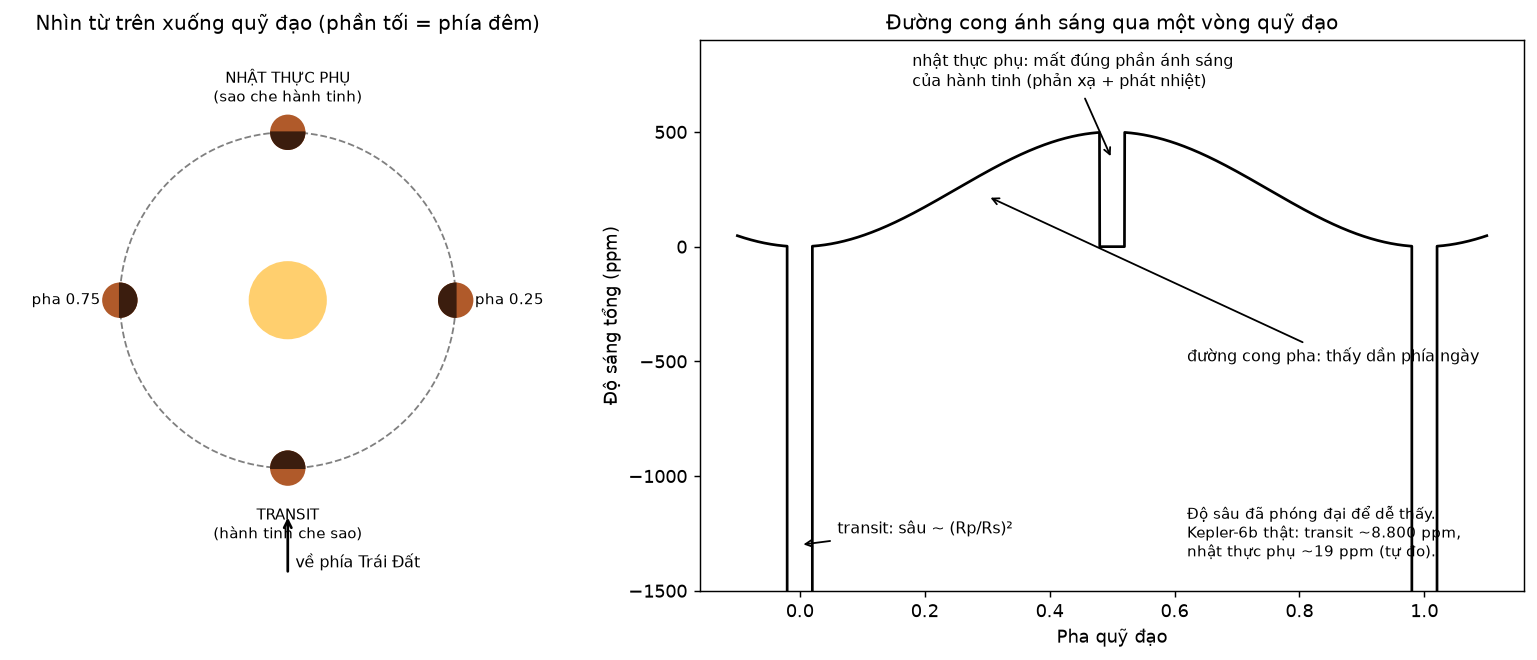 Nhìn từ trên xuống quỹ đạo (phần tối = phía đêm)
NHẬT THỰC PHỤ
(sao che hành tinh)
pha 0.75
pha 0.25
TRANSIT
(hành tinh che sao)
về phía Trái Đất
Đường cong ánh sáng qua một vòng quỹ đạo
nhật thực phụ: mất đúng phần ánh sáng
của hành tinh (phản xạ + phát nhiệt)
đường cong pha: thấy dần phía ngày
transit: sâu ~ (Rp/Rs)²
Độ sâu đã phóng đại để dễ thấy.
Kepler-6b thật: transit ~8.800 ppm,
nhật thực phụ ~19 ppm (tự đo).
Độ sáng tổng (ppm)
500
0
−500
−1000
−1500
0.0
0.2
0.4
0.6
0.8
1.0
Pha quỹ đạo